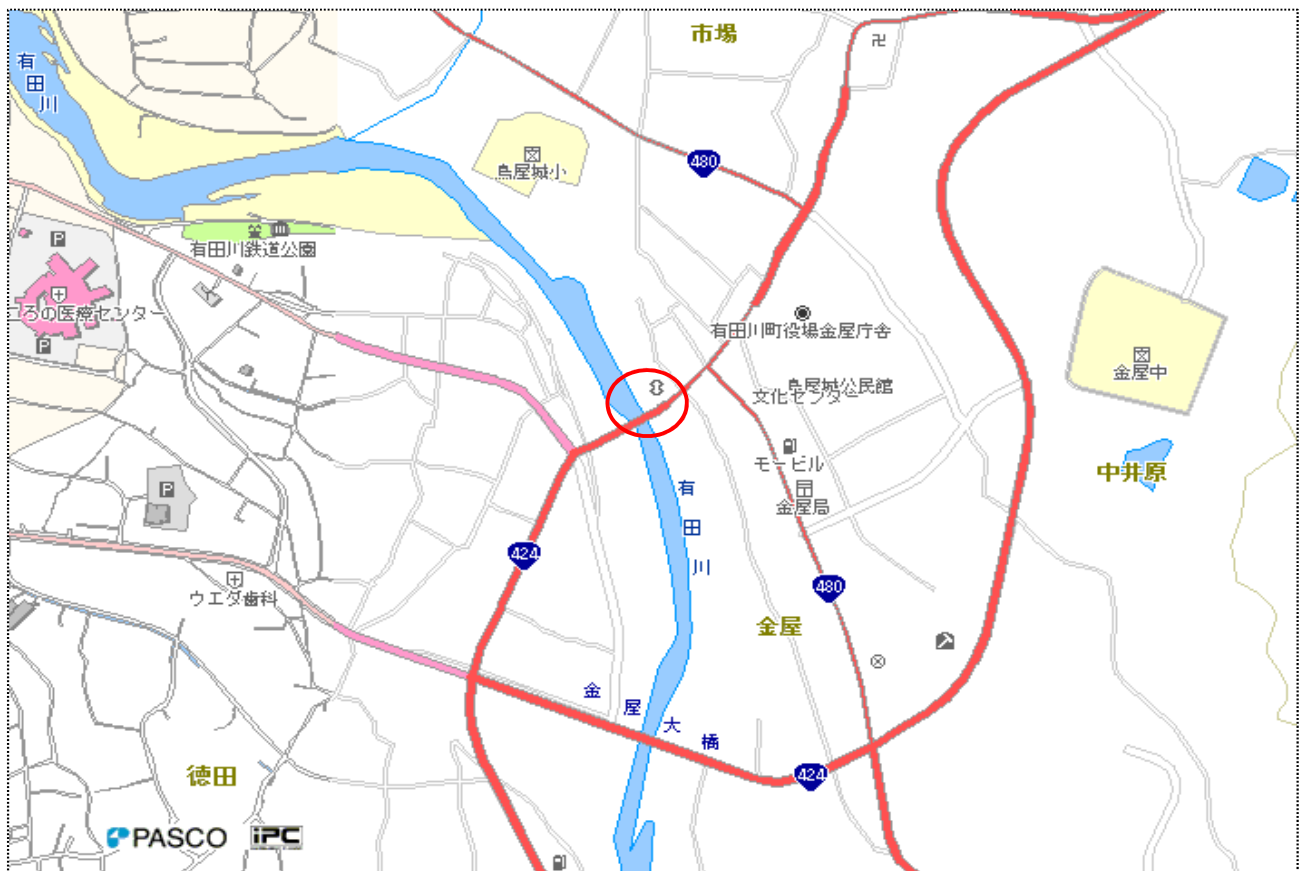 市場
有田川
480
鳥屋城小
有田川鉄道公園
P
ころの医療センター
P
有田川町役場金屋庁舎
鳥屋城公民館
文化センター
金屋中
モービル
金屋局
中井原
P
有田川
424
480
ウエダ歯科
金屋
金屋大橋
徳田
424
PASCO
iPC